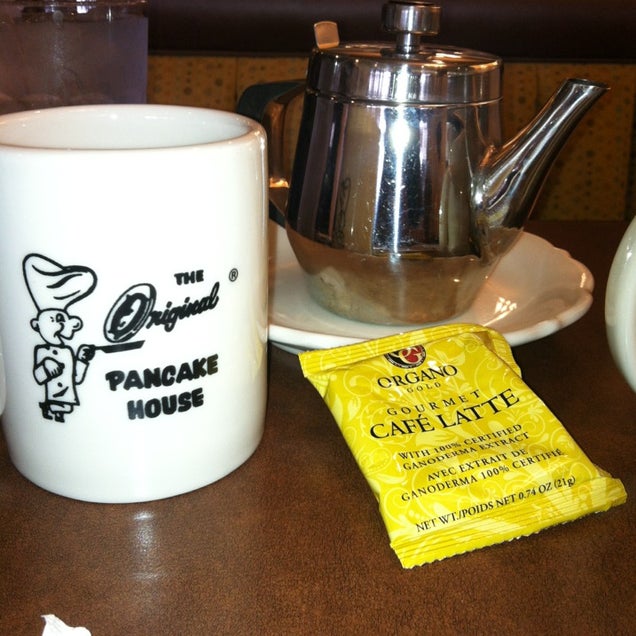 THE
Original ®
PANCAKE
HOUSE
ORGANO
GOLD
GOURMET
CAFÉ LATTE
WITH 100% CERTIFIED
GANODERMA EXTRACT
AVEC EXTRAIT DE
GANODERMA 100% CERTIFIÉ
NET WT./POIDS NET 0.74 OZ (21g)